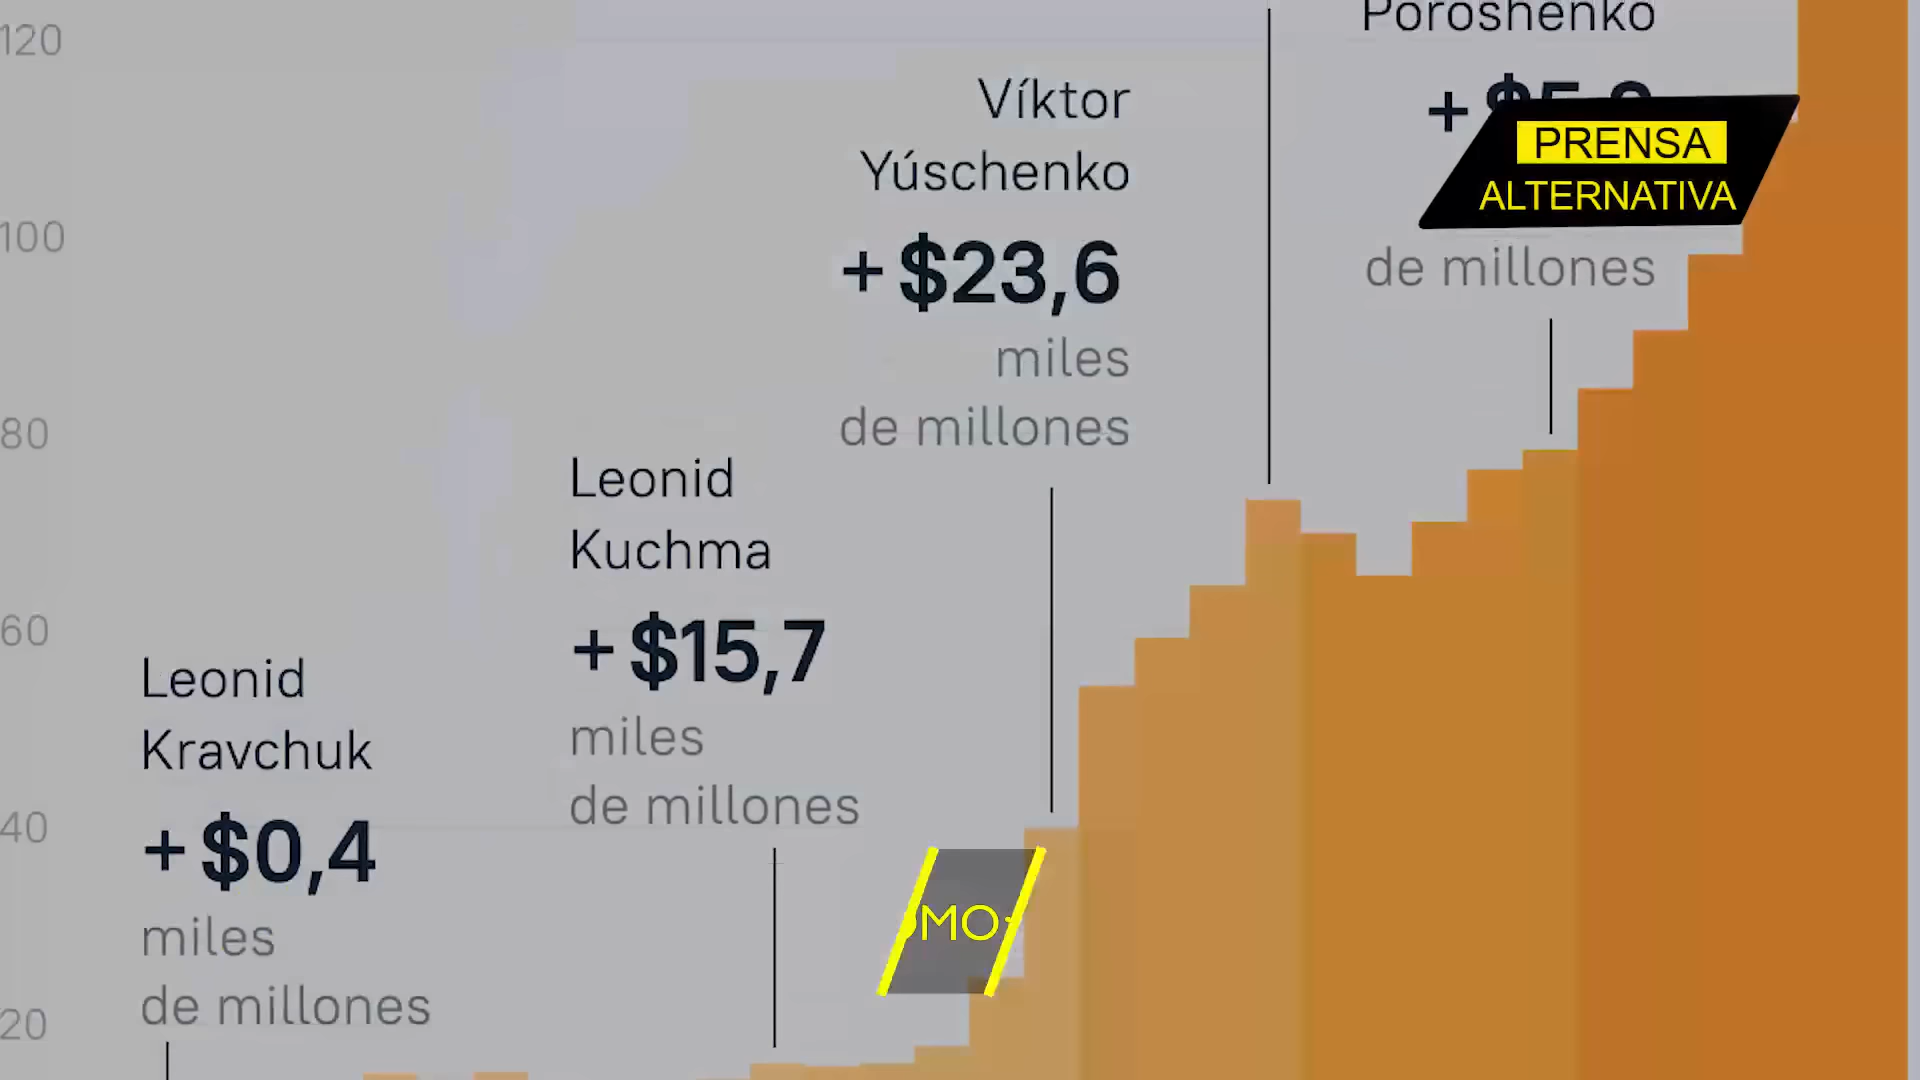 120
100
80
60
40
20
Poroshenko
+
PRENSA
ALTERNATIVA
de millones
Víktor
Yúschenko
+ $23,6
miles
de millones
Leonid
Kuchma
+ $15,7
miles
de millones
Leonid
Kravchuk
+ $0,4
miles
de millones